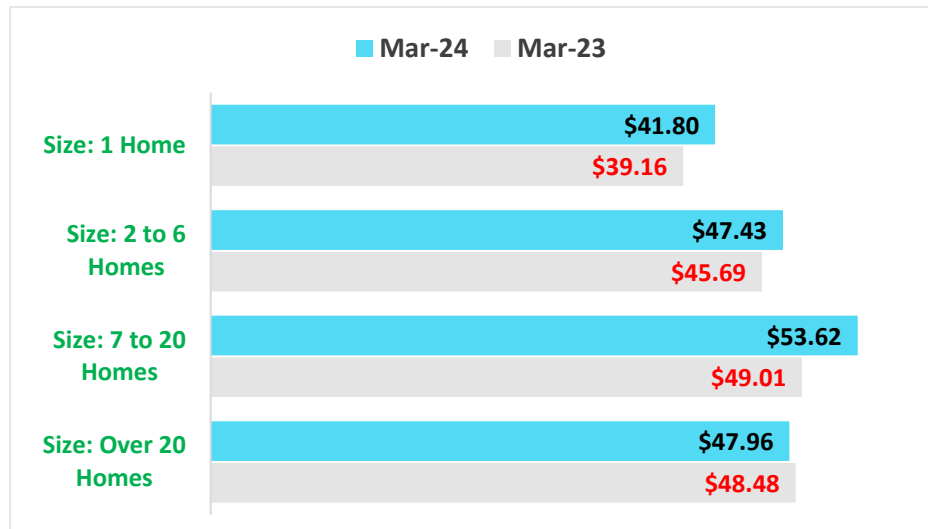 Mar-24 Mar-23
Size: 1 Home
$41.80
$39.16
Size: 2 to 6
Homes
$47.43
$45.69
Size: 7 to 20
Homes
$53.62
$49.01
Size: Over 20
Homes
$47.96
$48.48